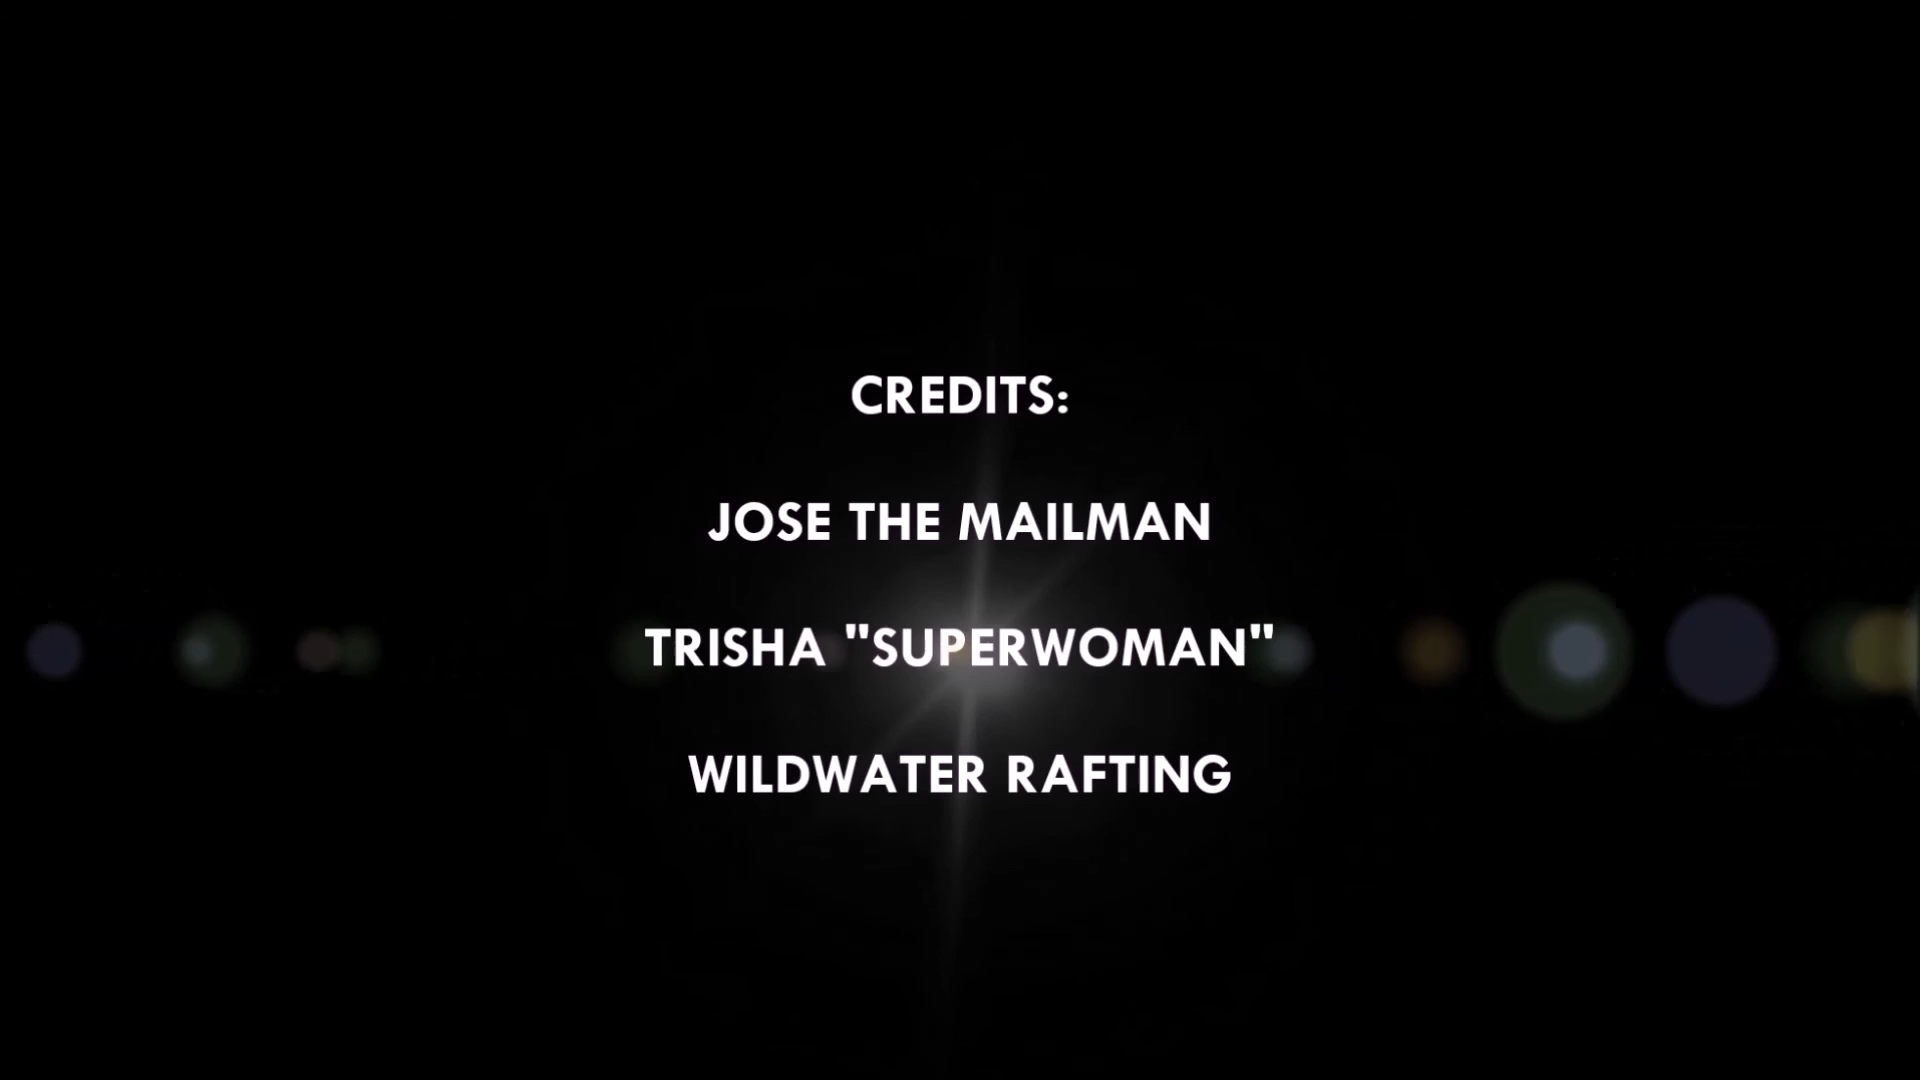 CREDITS:
JOSE THE MAILMAN
TRISHA "SUPERWOMAN"
WILDWATER RAFTING